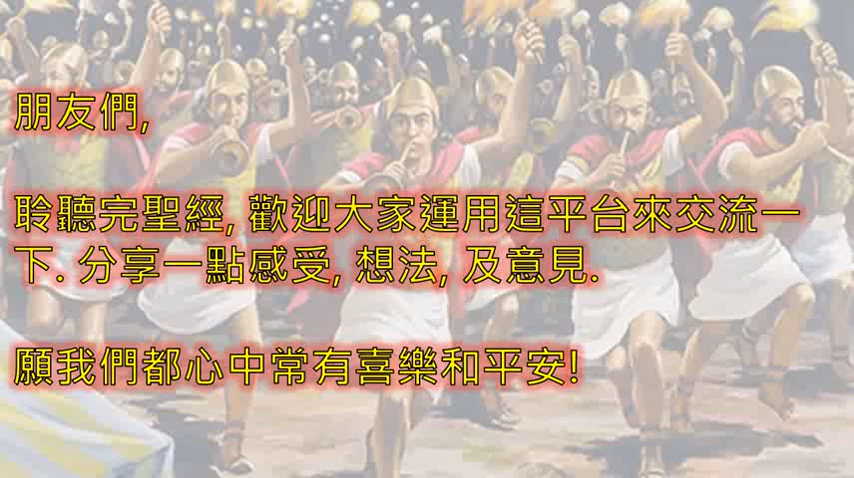 朋友們,
聆聽完聖經, 歡迎大家運用這平台來交流一
下. 分享一點感受, 想法, 及意見.
願我們都心中常有喜樂和平安!